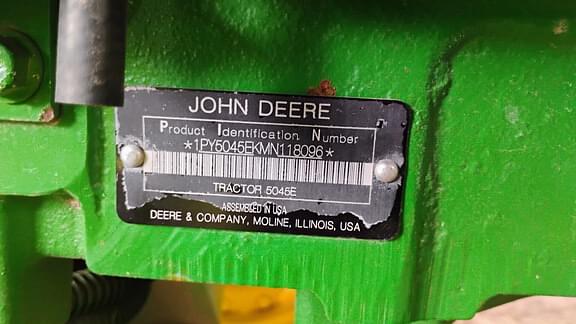 JOHN DEERE
Product Identification Number
*1PY5045EKMN118096*
TRACTOR 5045E
ASSEMBLED IN USA
DEERE & COMPANY, MOLINE, ILLINOIS, USA